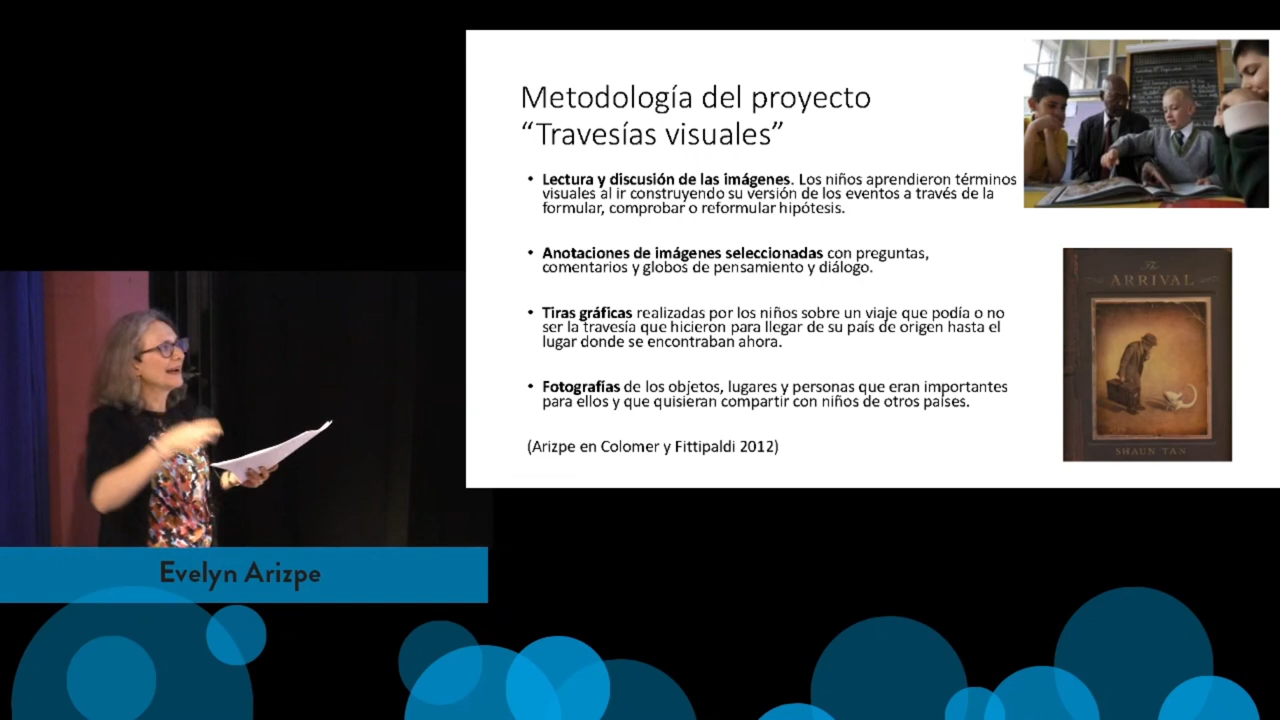 Metodología del proyecto
“Travesías visuales”
• Lectura y discusión de las imágenes. Los niños aprendieron términos
visuales al ir construyendo su versión de los eventos a través de la
formular, comprobar o reformular hipótesis.
• Anotaciones de imágenes seleccionadas con preguntas,
comentarios y globos de pensamiento y diálogo.
• Tiras gráficas realizadas por los niños sobre un viaje que podía o no
ser la travesía que hicieron para llegar de su país de origen hasta el
lugar donde se encontraban ahora.
• Fotografías de los objetos, lugares y personas que eran importantes
para ellos y que quisieran compartir con niños de otros países.
(Arizpe en Colomer y Fittipaldi 2012)
The
ARRIVAL
SHAUN TAN
Evelyn Arizpe